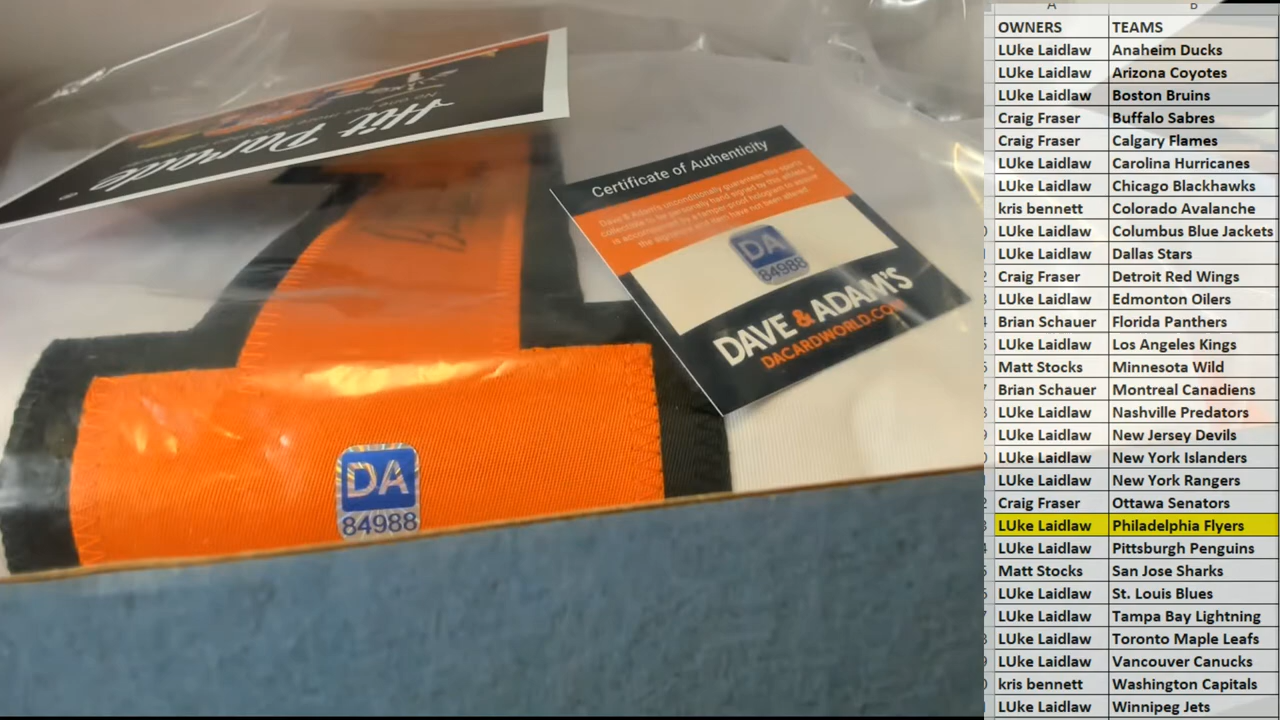 Hit Parade
Certificate of Authenticity
DA
84988
DAVE & ADAM'S
DACARDWORLD.COM
DA
84988
A B
OWNERS TEAMS
LUke Laidlaw Anaheim Ducks
LUke Laidlaw Arizona Coyotes
LUke Laidlaw Boston Bruins
Craig Fraser Buffalo Sabres
Craig Fraser Calgary Flames
LUke Laidlaw Carolina Hurricanes
LUke Laidlaw Chicago Blackhawks
kris bennett Colorado Avalanche
LUke Laidlaw Columbus Blue Jackets
LUke Laidlaw Dallas Stars
Craig Fraser Detroit Red Wings
LUke Laidlaw Edmonton Oilers
Brian Schauer Florida Panthers
LUke Laidlaw Los Angeles Kings
Matt Stocks Minnesota Wild
Brian Schauer Montreal Canadiens
LUke Laidlaw Nashville Predators
LUke Laidlaw New Jersey Devils
LUke Laidlaw New York Islanders
LUke Laidlaw New York Rangers
Craig Fraser Ottawa Senators
LUke Laidlaw Philadelphia Flyers
LUke Laidlaw Pittsburgh Penguins
Matt Stocks San Jose Sharks
LUke Laidlaw St. Louis Blues
LUke Laidlaw Tampa Bay Lightning
LUke Laidlaw Toronto Maple Leafs
LUke Laidlaw Vancouver Canucks
kris bennett Washington Capitals
LUke Laidlaw Winnipeg Jets